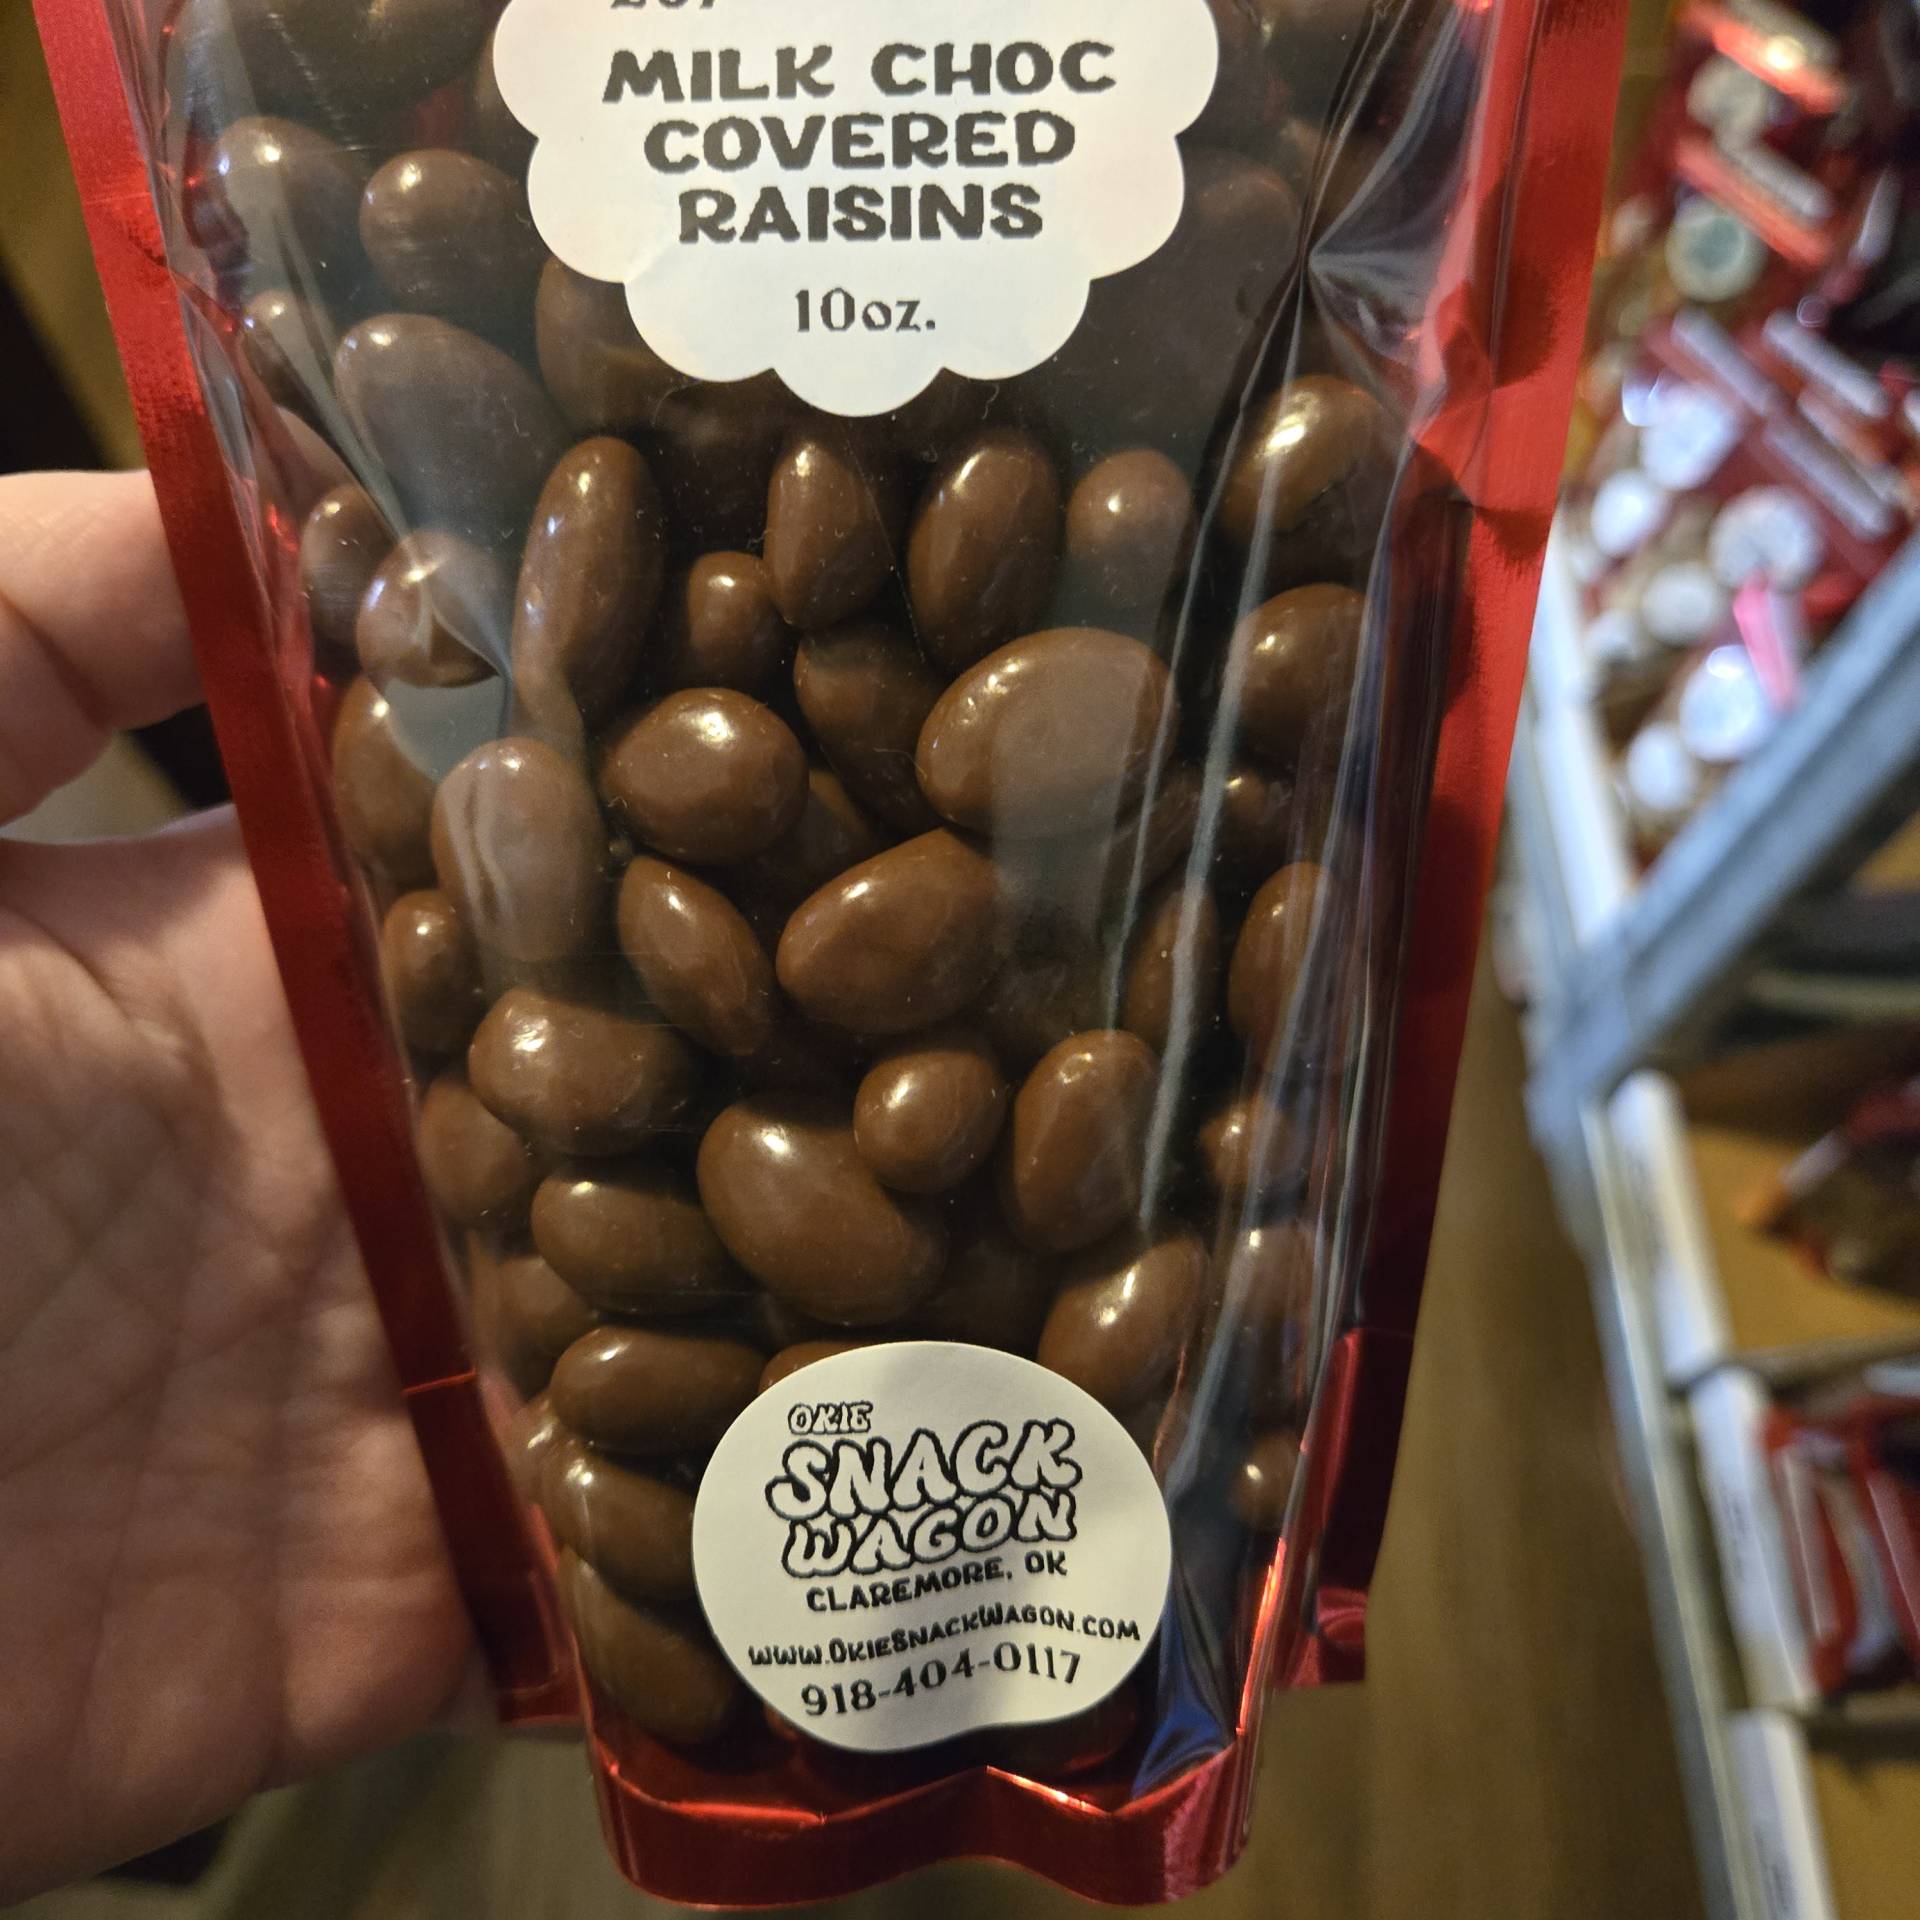 MILK CHOC
COVERED
RAISINS
10oz.
OKIE
SNACK
WAGON
CLAREMORE, OK
WWW.OKIESNACKWAGON.COM
918-404-0117